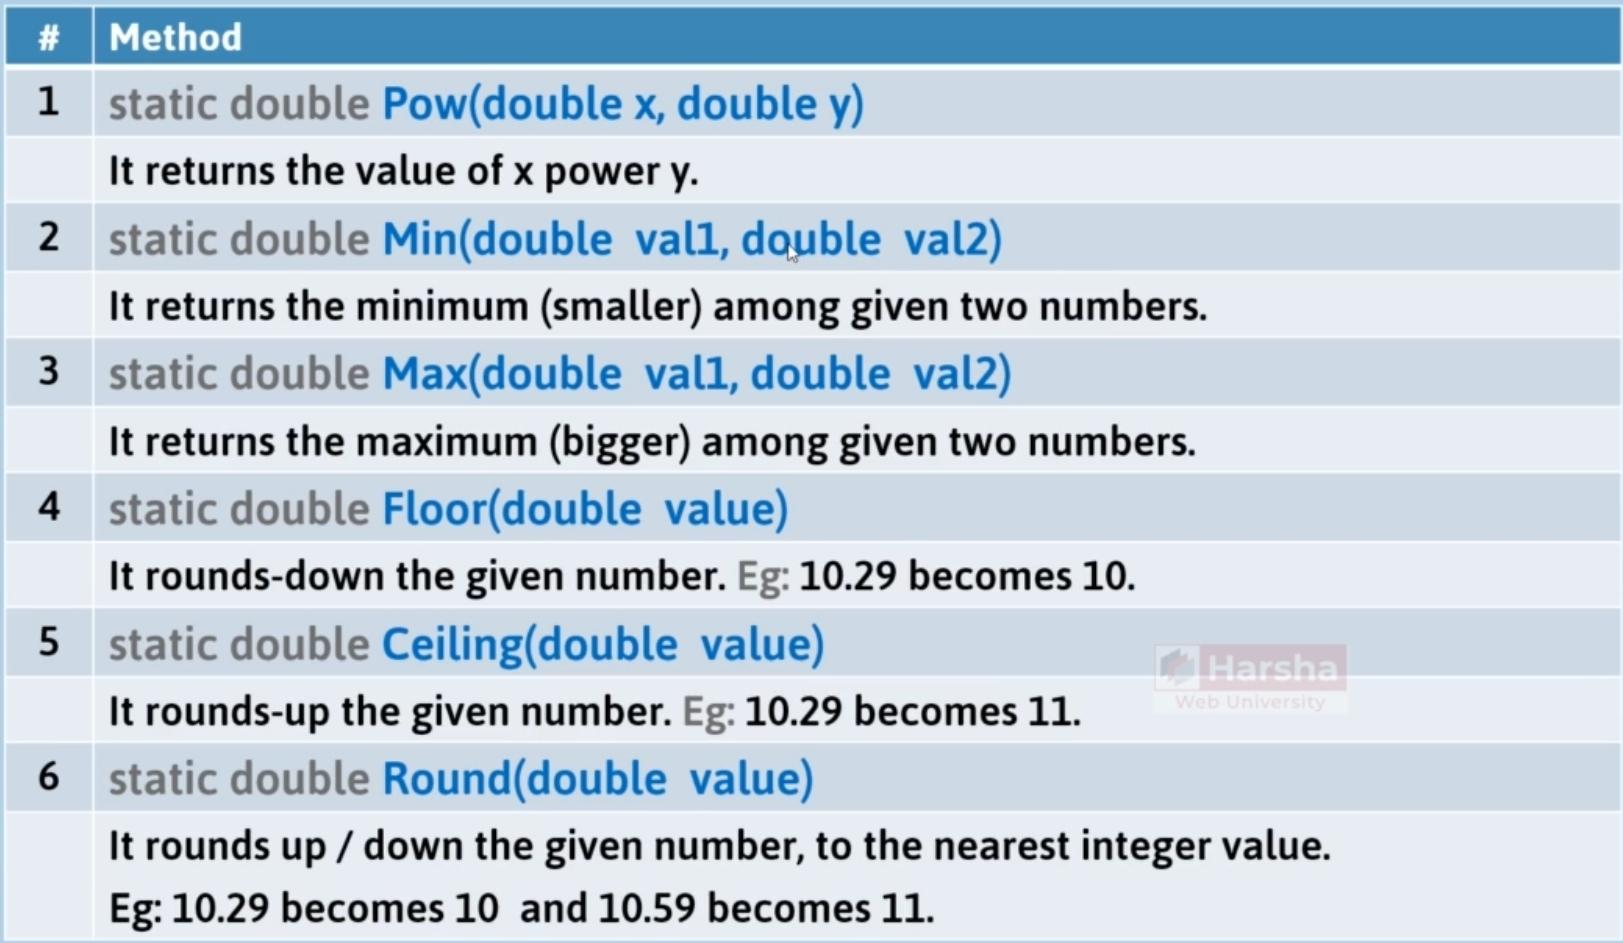 # Method
1 static double Pow(double x, double y)
It returns the value of x power y.
2 static double Min(double val1, double val2)
It returns the minimum (smaller) among given two numbers.
3 static double Max(double val1, double val2)
It returns the maximum (bigger) among given two numbers.
4 static double Floor(double value)
It rounds-down the given number. Eg: 10.29 becomes 10.
5 static double Ceiling(double value)
Harsha
Web University
It rounds-up the given number. Eg: 10.29 becomes 11.
6 static double Round(double value)
It rounds up / down the given number, to the nearest integer value.
Eg: 10.29 becomes 10 and 10.59 becomes 11.